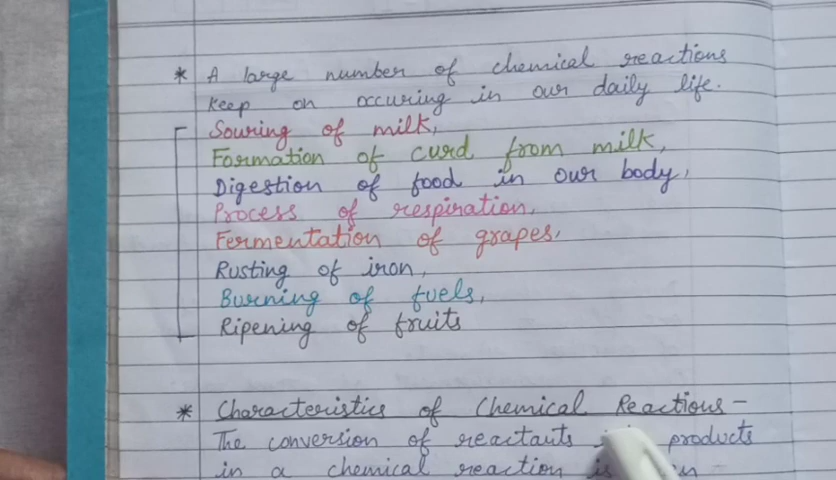 * A large number of chemical reactions
keep on occuring in our daily life.
Souring of milk,
Formation of curd from milk,
Digestion of food in our body,
Process of respiration,
Fermentation of grapes,
Rusting of iron,
Burning of fuels,
Ripening of fruits
* Characteristics of Chemical Reactions -
The conversion of reactants products
in a chemical reaction is